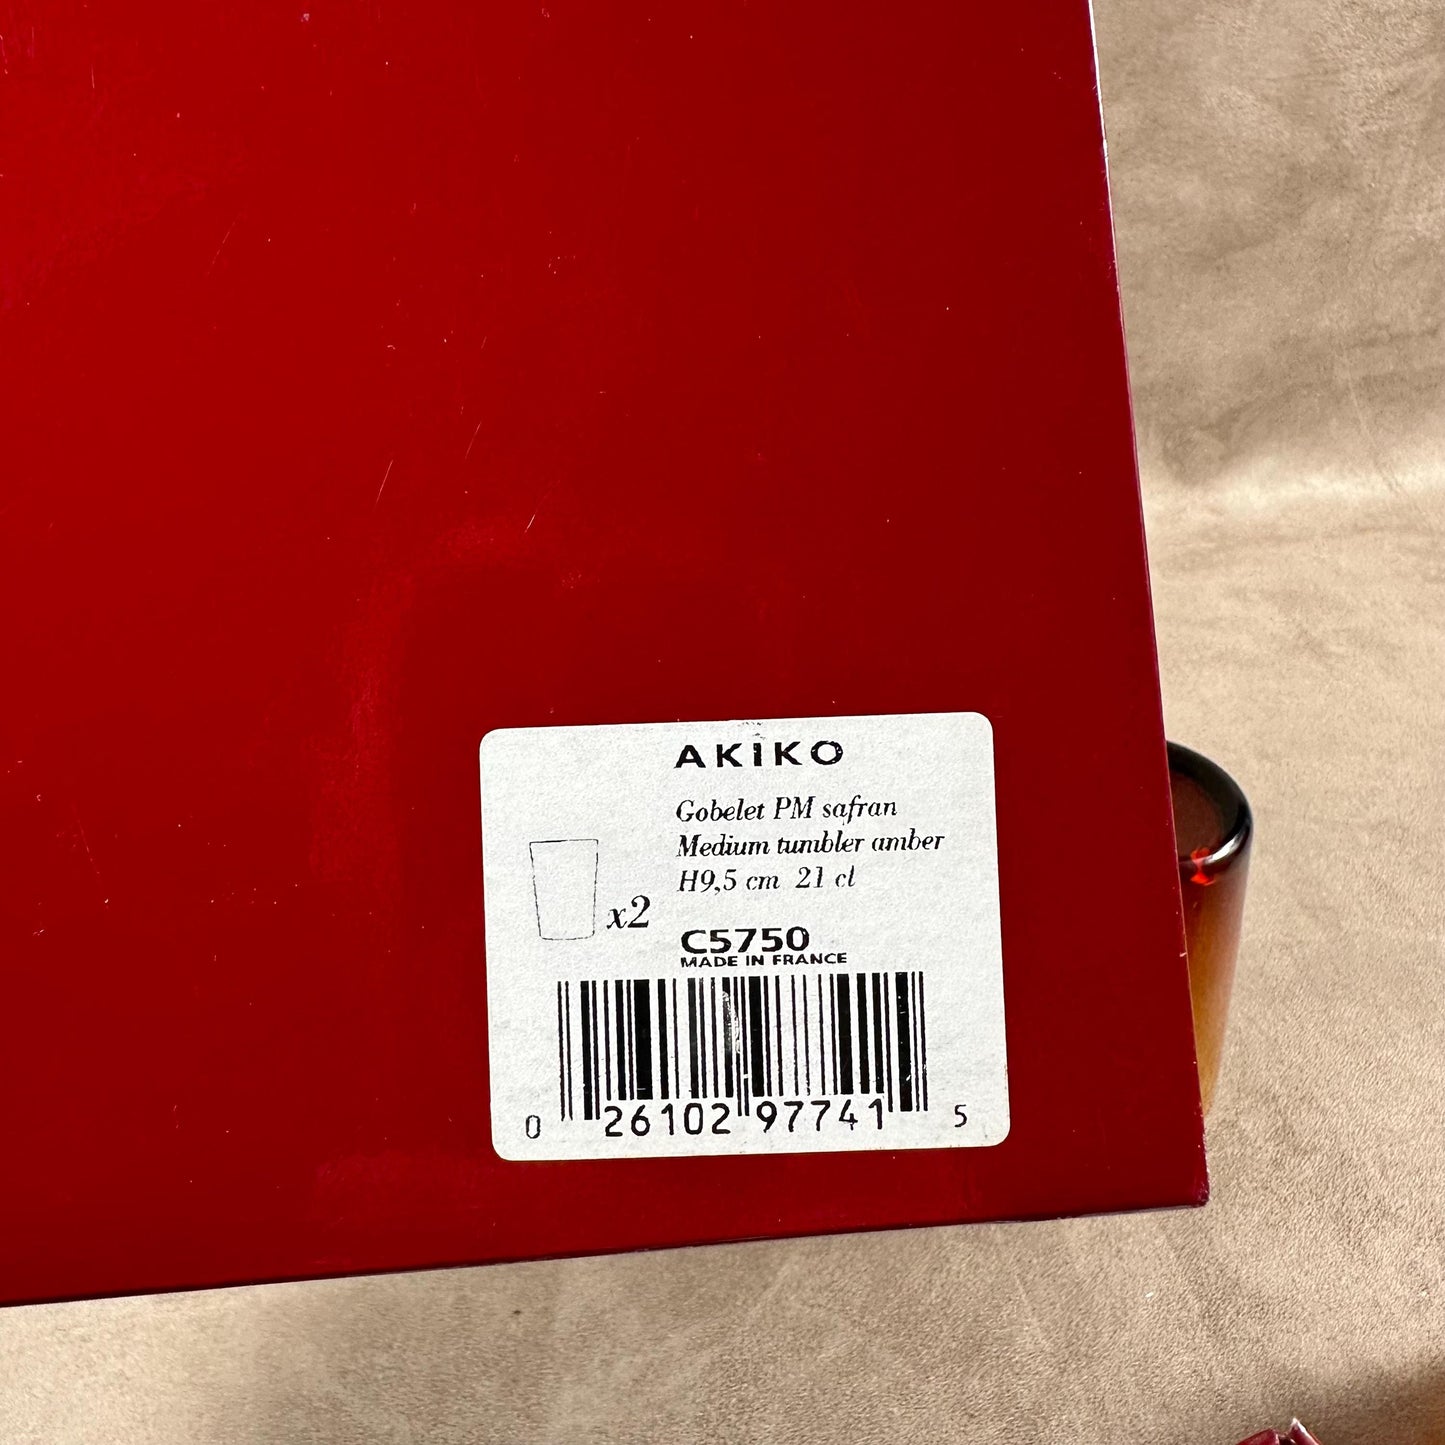 AKIKO
Gobelet PM safran
Medium tumbler amber
H9,5 cm 21 cl
x2
C5750
MADE IN FRANCE
0 26102 97741 5